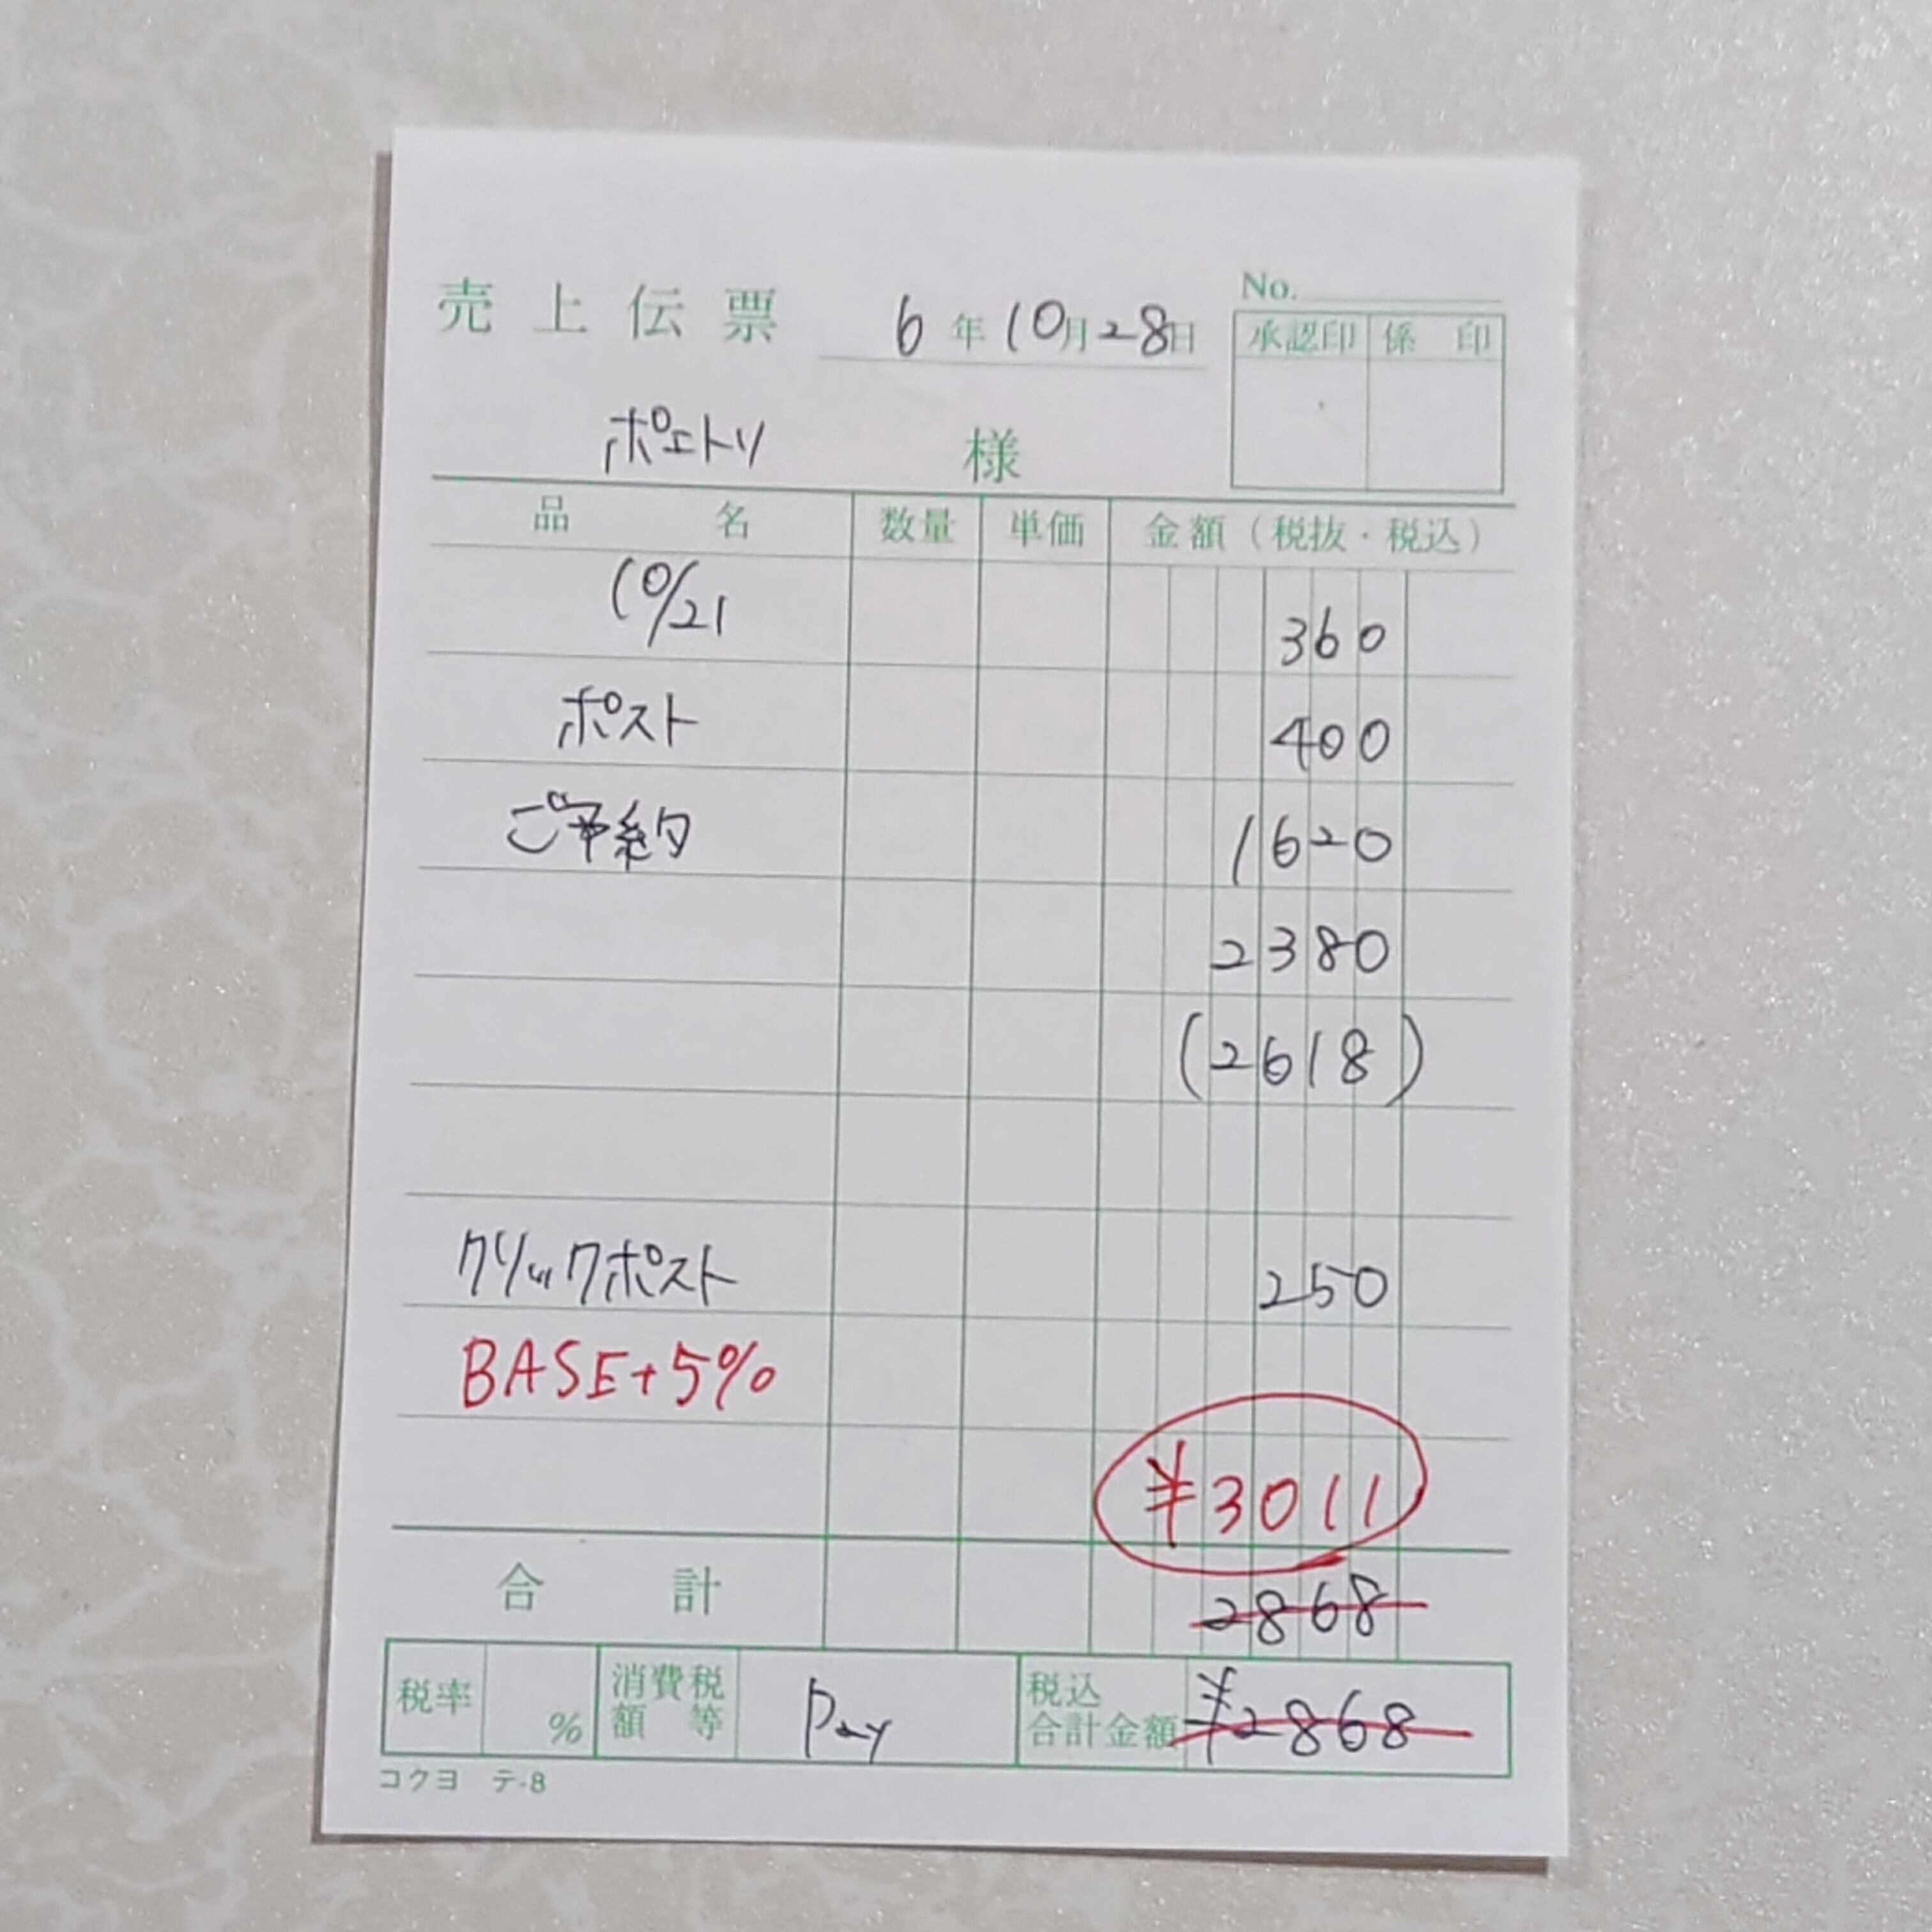 売上伝票 6年10月28日
No.
承認印 係印
ポエトリ 様
品名 数量 単価 金額（税抜・税込）
10/21 360
ポスト 400
ご予約 1620
2380
(2618)
クリックポスト 250
BASE+5%
¥3011
合計 2868
税率 % 消費税額等 Pay 税込合計金額 ¥2868
コクヨ テ-8